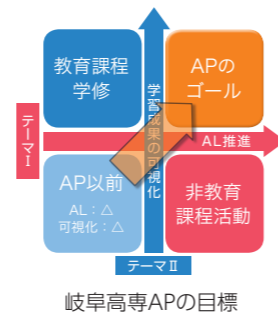 教育課程
学修
APの
ゴール
学習成果の可視化
テーマⅠ
AL推進
AP以前
AL：△
可視化：△
非教育
課程活動
テーマⅡ
岐阜高専APの目標